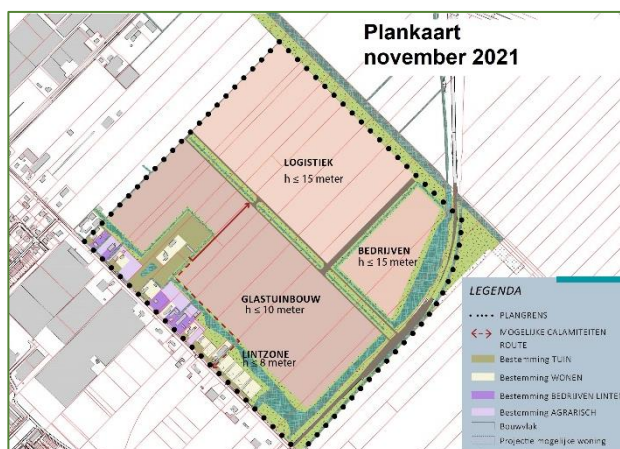 Plankaart
november 2021
LOGISTIEK
h ≤ 15 meter
BEDRIJVEN
h ≤ 15 meter
GLASTUINBOUW
h ≤ 10 meter
LINTZONE
h ≤ 8 meter
LEGENDA
PLANGRENS
MOGELIJKE CALAMITEITEN
ROUTE
Bestemming TUIN
Bestemming WONEN
Bestemming BEDRIJVEN LINTEN
Bestemming AGRARISCH
Bouwvlak
Projectie mogelijke woning